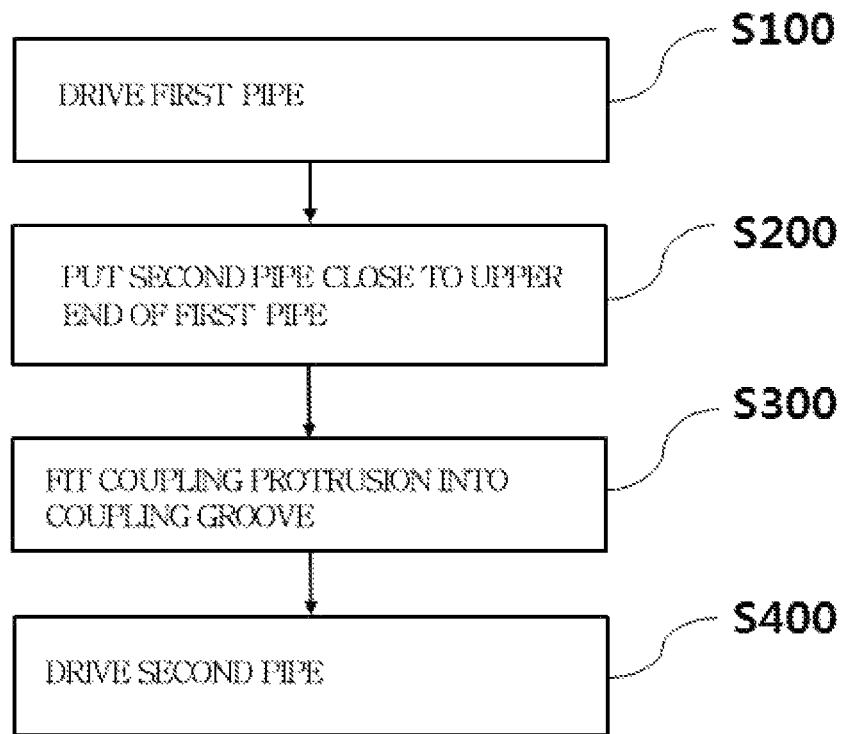 S100
DRIVE FIRST PIPE
S200
PUT SECOND PIPE CLOSE TO UPPER
END OF FIRST PIPE
S300
FIT COUPLING PROTRUSION INTO
COUPLING GROOVE
S400
DRIVE SECOND PIPE